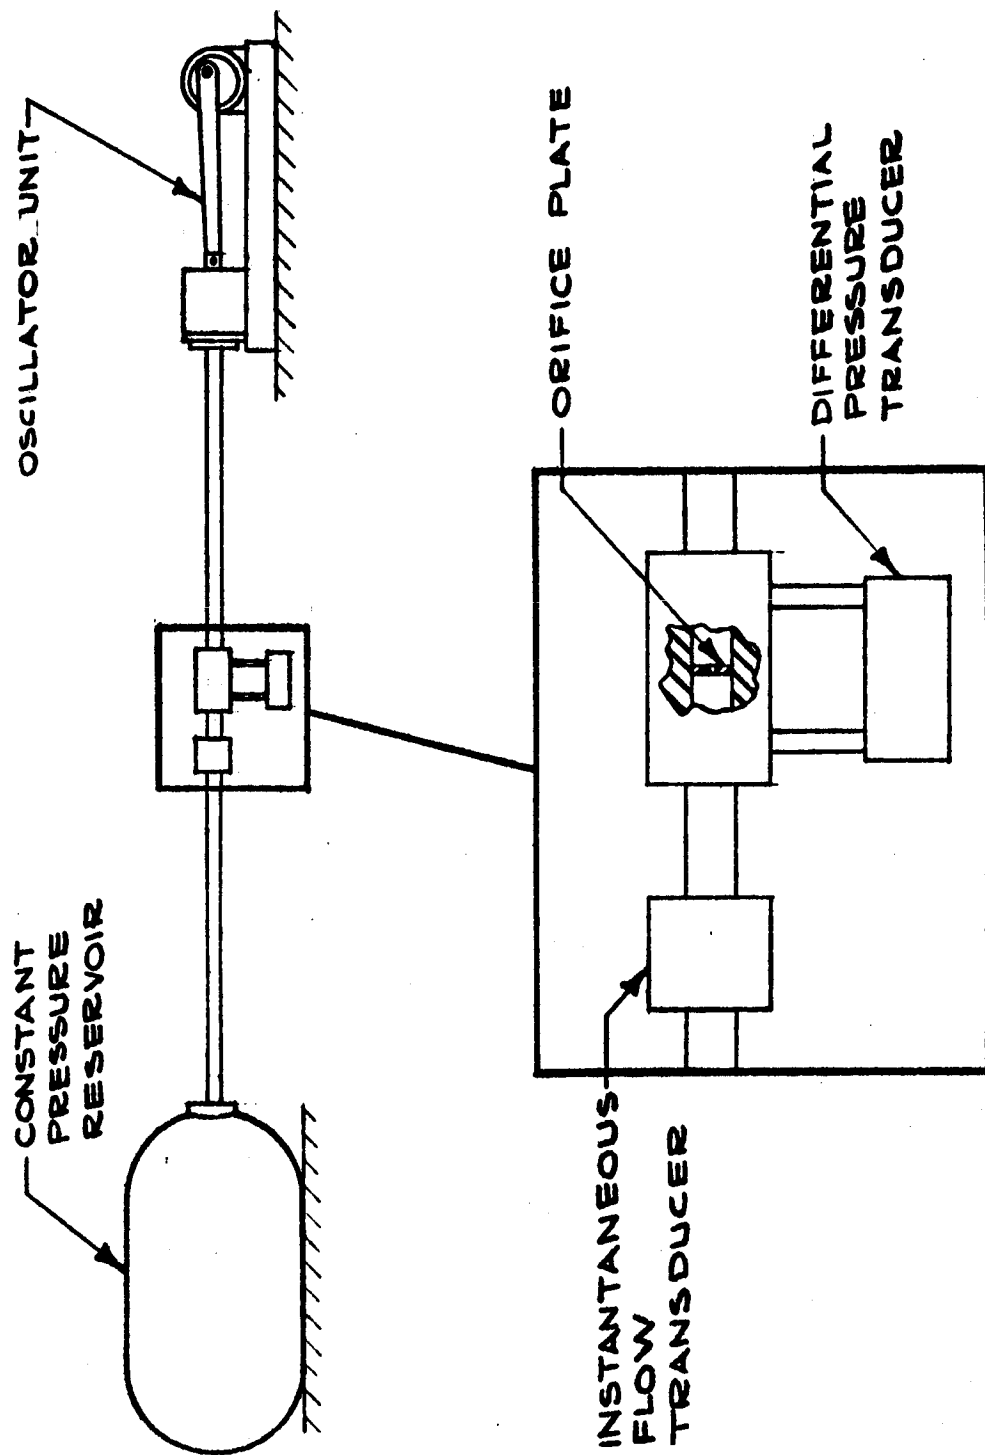 CONSTANT
PRESSURE
RESERVOIR
OSCILLATOR UNIT
INSTANTANEOUS
FLOW
TRANSDUCER
ORIFICE PLATE
DIFFERENTIAL
PRESSURE
TRANSDUCER